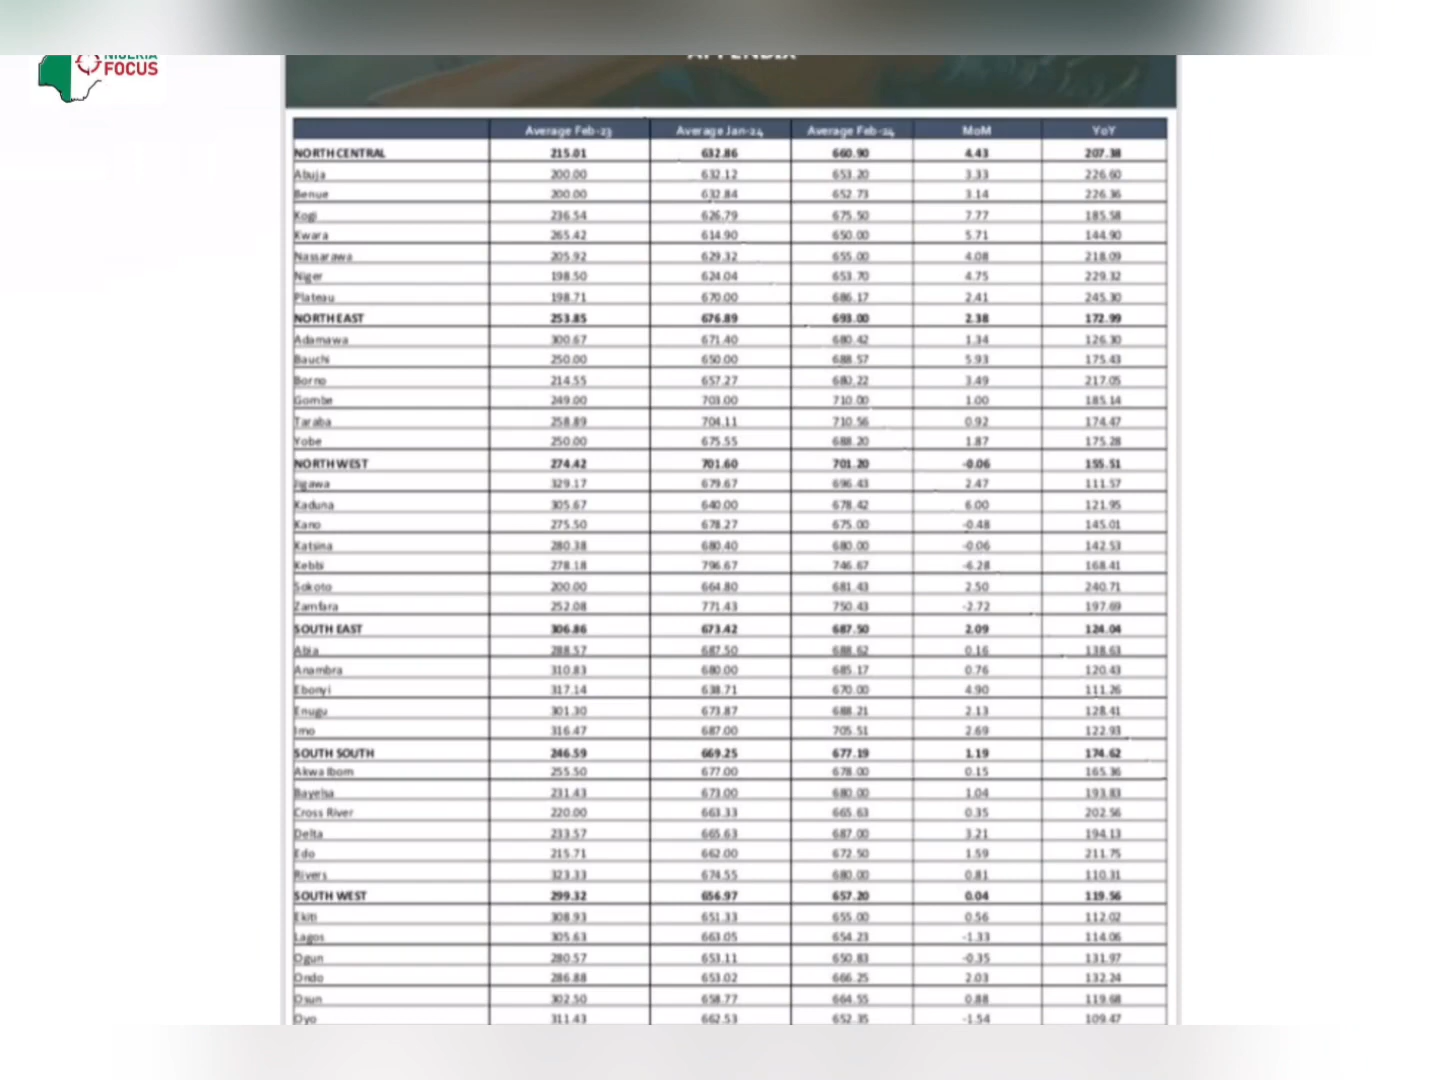 NIGERIA
FOCUS
APPENDIX
Average Feb-23 Average Jan-24 Average Feb-24 MoM YoY
NORTH CENTRAL 215.01 632.86 660.90 4.43 207.38
Abuja 200.00 632.12 653.20 3.33 226.60
Benue 200.00 632.84 652.73 3.14 226.36
Kogi 236.54 626.79 675.50 7.77 185.58
Kwara 265.42 614.90 650.00 5.71 144.90
Nassarawa 205.92 629.32 655.00 4.08 218.09
Niger 198.50 624.04 653.70 4.75 229.32
Plateau 198.71 670.00 686.17 2.41 245.30
NORTH EAST 253.85 676.89 693.00 2.38 172.99
Adamawa 300.67 671.40 680.42 1.34 126.30
Bauchi 250.00 650.00 688.57 5.93 175.43
Borno 214.55 657.27 680.22 3.49 217.05
Gombe 249.00 703.00 710.00 1.00 185.14
Taraba 258.89 704.11 710.56 0.92 174.47
Yobe 250.00 675.55 688.20 1.87 175.28
NORTH WEST 274.42 701.60 701.20 -0.06 155.51
Jigawa 329.17 679.67 696.43 2.47 111.57
Kaduna 305.67 640.00 678.42 6.00 121.95
Kano 275.50 678.27 675.00 -0.48 145.01
Katsina 280.38 680.40 680.00 -0.06 142.53
Kebbi 278.18 796.67 746.67 -6.28 168.41
Sokoto 200.00 664.80 681.43 2.50 240.71
Zamfara 252.08 771.43 750.43 -2.72 197.69
SOUTH EAST 306.86 673.42 687.50 2.09 124.04
Abia 288.57 687.50 688.62 0.16 138.63
Anambra 310.83 680.00 685.17 0.76 120.43
Ebonyi 317.14 638.71 670.00 4.90 111.26
Enugu 301.30 673.87 688.21 2.13 128.41
Imo 316.47 687.00 705.51 2.69 122.93
SOUTH SOUTH 246.59 669.25 677.19 1.19 174.62
Akwa Ibom 255.50 677.00 678.00 0.15 165.36
Bayelsa 231.43 673.00 680.00 1.04 193.83
Cross River 220.00 663.33 665.63 0.35 202.56
Delta 233.57 665.63 687.00 3.21 194.13
Edo 215.71 662.00 672.50 1.59 211.75
Rivers 323.33 674.55 680.00 0.81 110.31
SOUTH WEST 299.32 656.97 657.20 0.04 119.56
Ekiti 308.93 651.33 655.00 0.56 112.02
Lagos 305.63 663.05 654.23 -1.33 114.06
Ogun 280.57 653.11 650.83 -0.35 131.97
Ondo 286.88 653.02 666.25 2.03 132.24
Osun 302.50 658.77 664.55 0.88 119.68
Oyo 311.43 662.53 652.35 -1.54 109.47